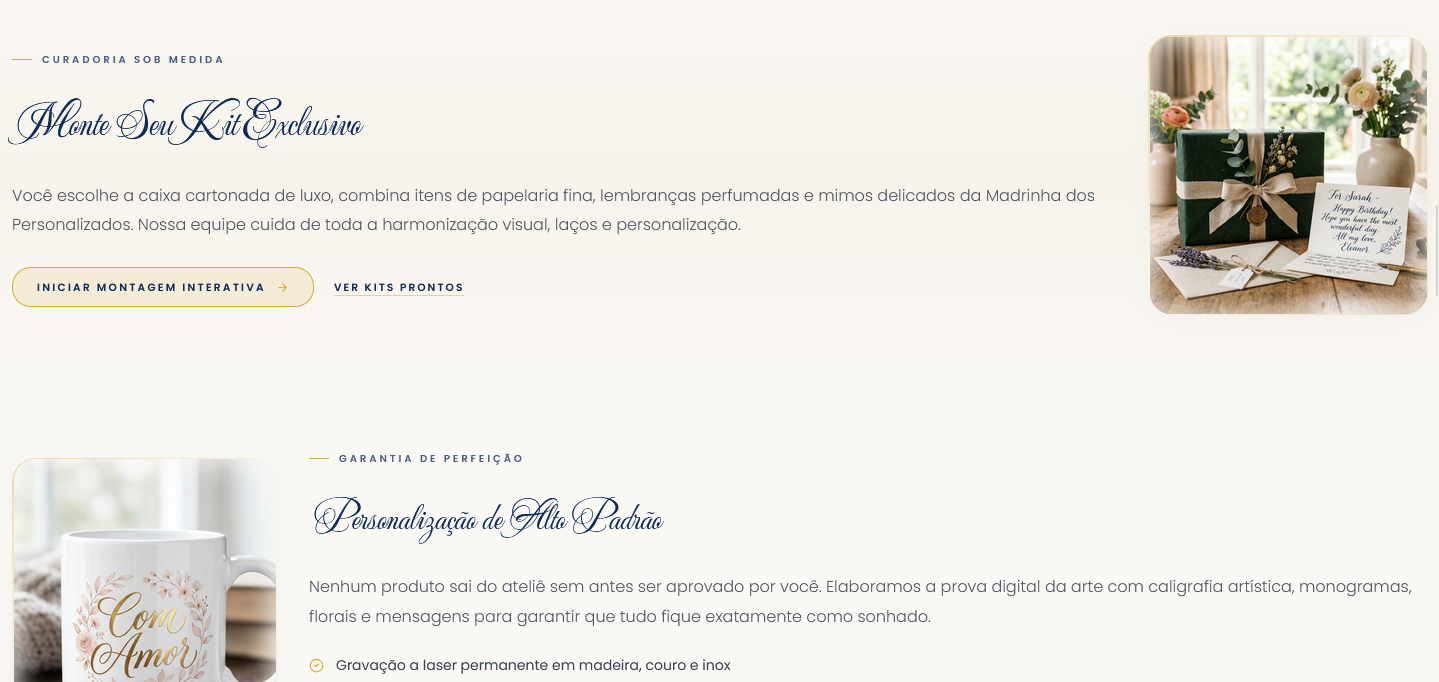 CURADORIA SOB MEDIDA
Monte Seu Kit Exclusivo
Você escolhe a caixa cartonada de luxo, combina itens de papelaria fina, lembranças perfumadas e mimos delicados da Madrinha dos
Personalizados. Nossa equipe cuida de toda a harmonização visual, laços e personalização.
INICIAR MONTAGEM INTERATIVA →
VER KITS PRONTOS
For Sarah -
Happy Birthday!
Hope you have the most
wonderful day.
All my love,
Eleanor.
GARANTIA DE PERFEIÇÃO
Personalização de Alto Padrão
Nenhum produto sai do ateliê sem antes ser aprovado por você. Elaboramos a prova digital da arte com caligrafia artística, monogramas,
florais e mensagens para garantir que tudo fique exatamente como sonhado.
Gravação a laser permanente em madeira, couro e inox
Com
Amor